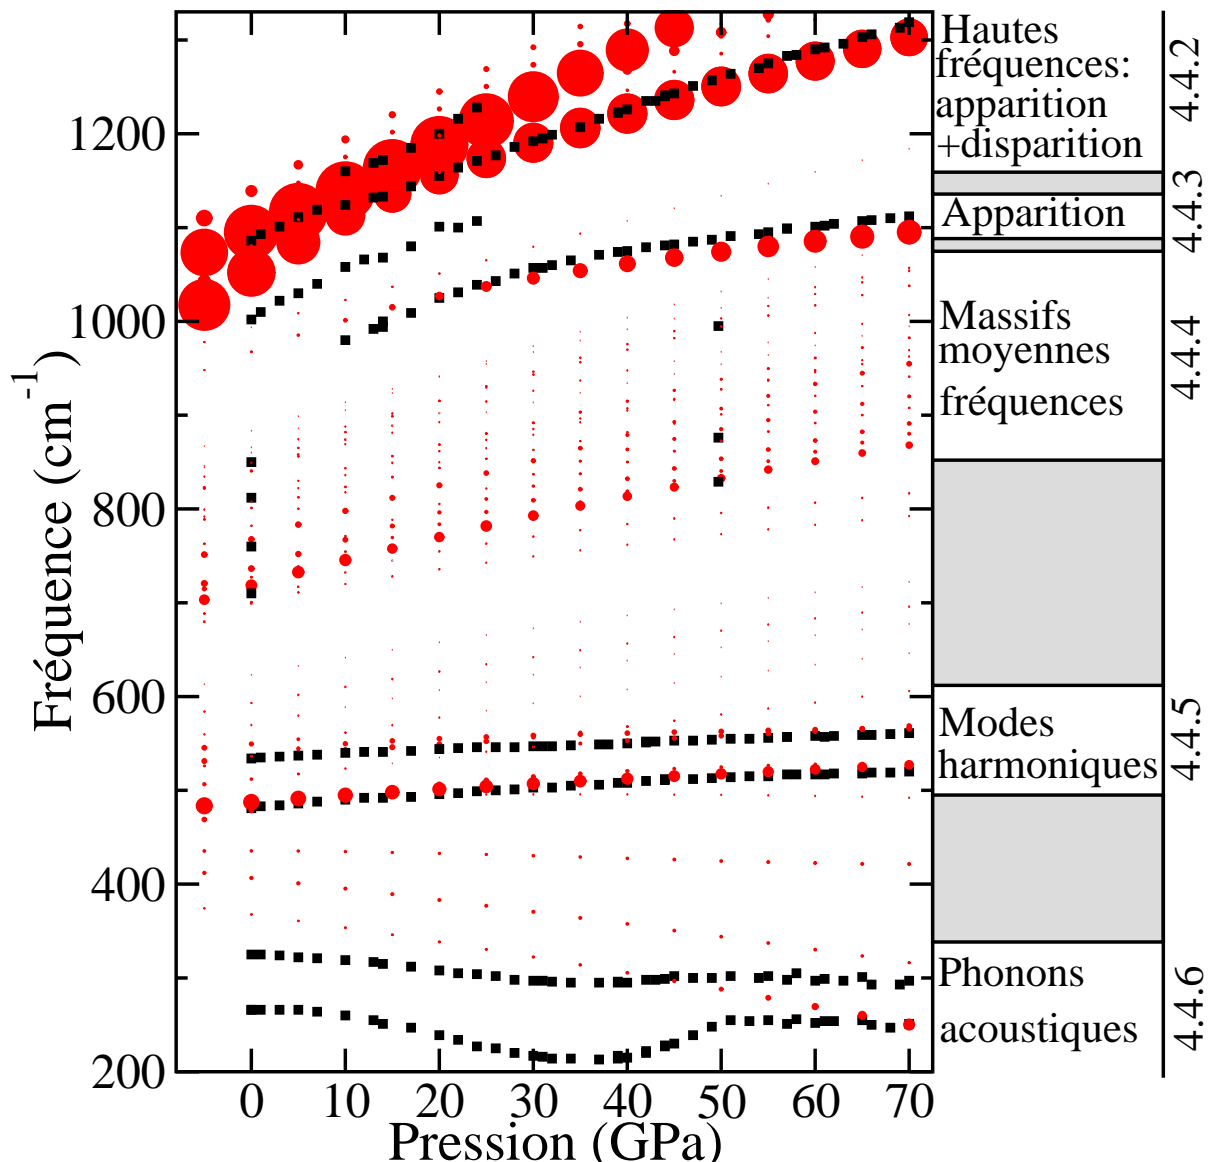 Fréquence (cm⁻¹)
1200
1000
800
600
400
200
0 10 20 30 40 50 60 70
Pression (GPa)
Hautes
fréquences:
apparition
+disparition
4.4.2
Apparition
4.4.3
Massifs
moyennes
fréquences
4.4.4
Modes
harmoniques
4.4.5
Phonons
acoustiques
4.4.6